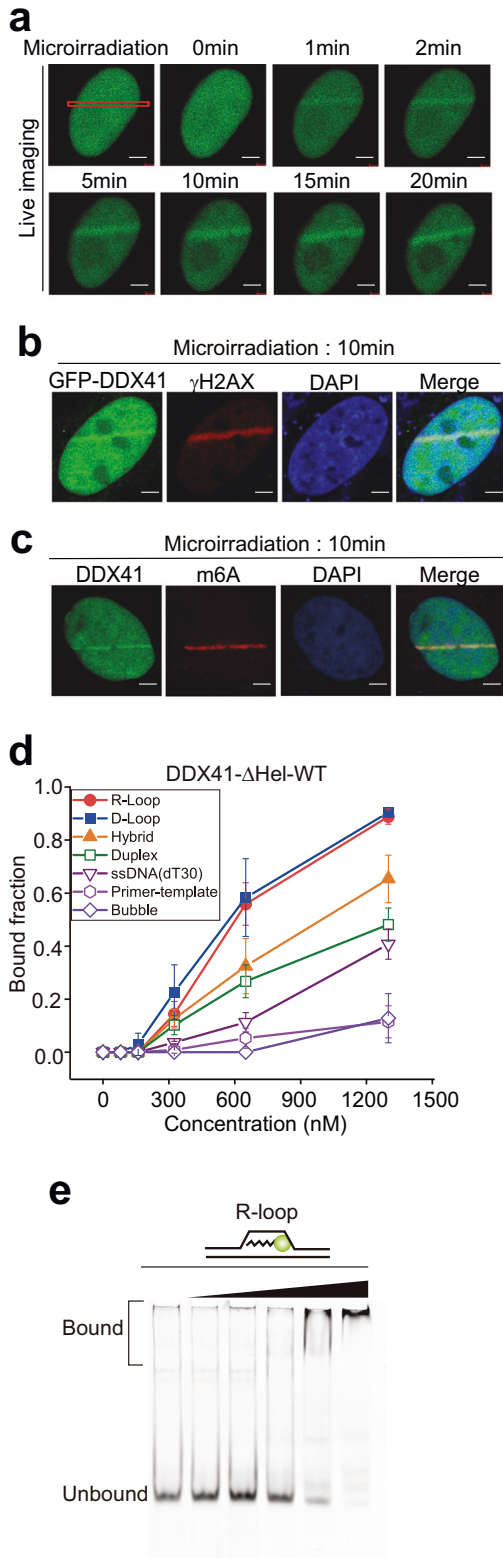 a
Microirradiation 0min 1min 2min
Live imaging
5min 10min 15min 20min
b
Microirradiation : 10min
GFP-DDX41 γH2AX DAPI Merge
c
Microirradiation : 10min
DDX41 m6A DAPI Merge
d
DDX41-ΔHel-WT
Bound fraction
1.0
0.8
0.6
0.4
0.2
0.0
R-Loop
D-Loop
Hybrid
Duplex
ssDNA(dT30)
Primer-template
Bubble
0 300 600 900 1200 1500
Concentration (nM)
e
R-loop
Bound
Unbound